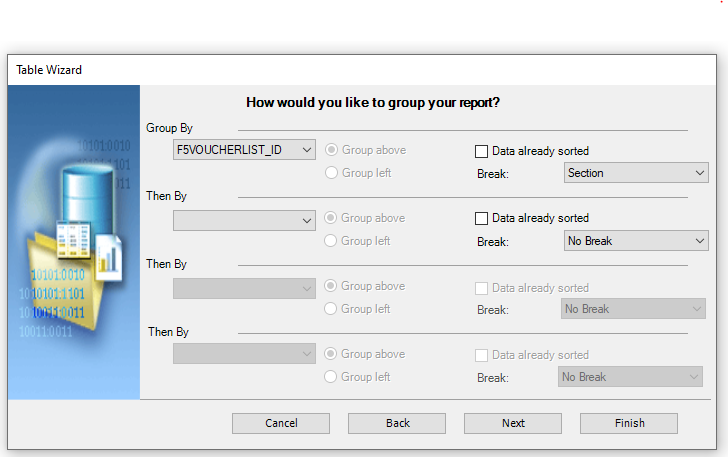 Table Wizard
How would you like to group your report?
Group By
F5VOUCHERLIST_ID
Group above
Data already sorted
Group left
Break:
Section
Then By
Group above
Data already sorted
Group left
Break:
No Break
Then By
Group above
Data already sorted
Group left
Break:
No Break
Then By
Group above
Data already sorted
Group left
Break:
No Break
Cancel
Back
Next
Finish